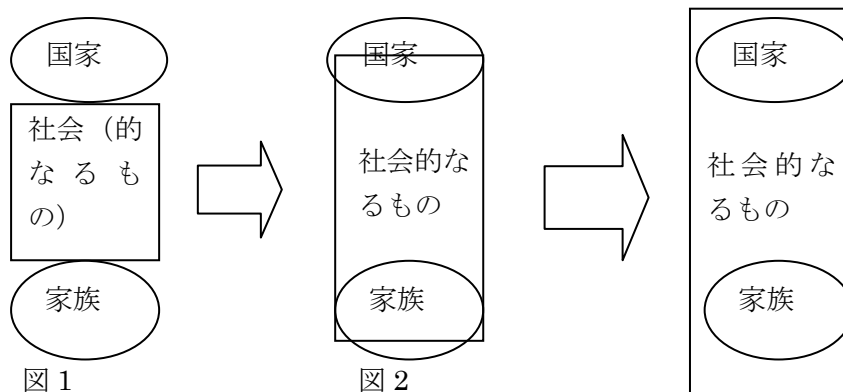 国家
社会（的
なるも
の）
家族
図 1
国家
社会的な
るもの
家族
図 2
国家
社会的な
るもの
家族